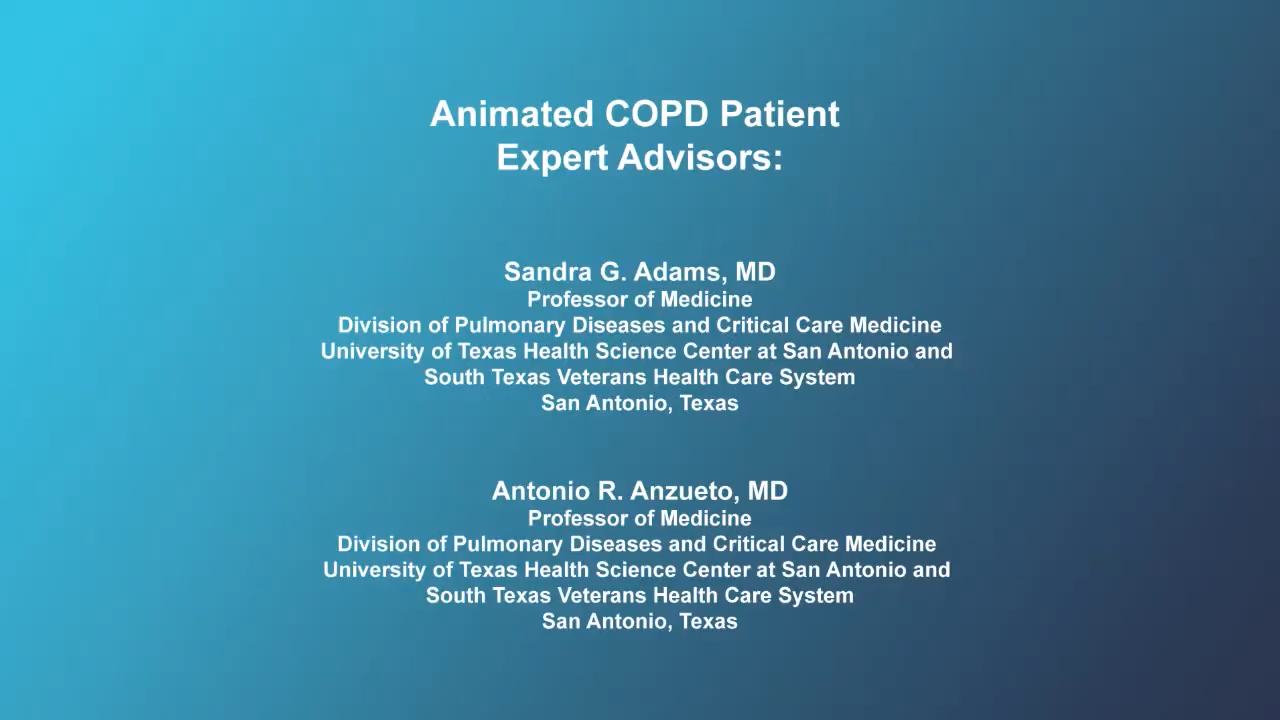 Animated COPD Patient
Expert Advisors:
Sandra G. Adams, MD
Professor of Medicine
Division of Pulmonary Diseases and Critical Care Medicine
University of Texas Health Science Center at San Antonio and
South Texas Veterans Health Care System
San Antonio, Texas
Antonio R. Anzueto, MD
Professor of Medicine
Division of Pulmonary Diseases and Critical Care Medicine
University of Texas Health Science Center at San Antonio and
South Texas Veterans Health Care System
San Antonio, Texas